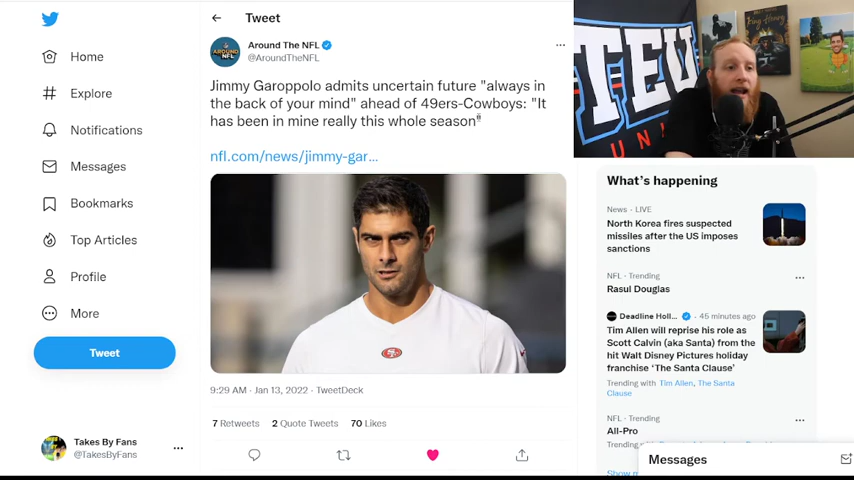 Home
Explore
Notifications
Messages
Bookmarks
Top Articles
Profile
More
Tweet
Takes By Fans
@TakesByFans
Tweet
AROUND
NFL
Around The NFL
@AroundTheNFL
Jimmy Garoppolo admits uncertain future "always in
the back of your mind" ahead of 49ers-Cowboys: "It
has been in mine really this whole season"
nfl.com/news/jimmy-gar...
9:29 AM · Jan 13, 2022 · TweetDeck
7 Retweets 2 Quote Tweets 70 Likes
TEU
UNI
What's happening
News · LIVE
North Korea fires suspected
missiles after the US imposes
sanctions
NFL · Trending
Rasul Douglas
Deadline Holl... · 45 minutes ago
Tim Allen will reprise his role as
Scott Calvin (aka Santa) from the
hit Walt Disney Pictures holiday
franchise 'The Santa Clause'
Trending with Tim Allen, The Santa
Clause
NFL · Trending
All-Pro
Trending
Show
Messages